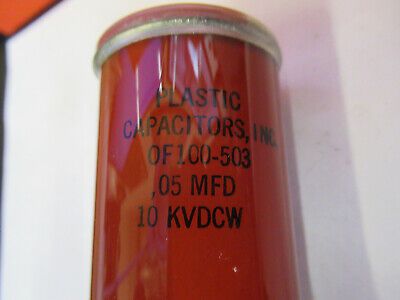 PLASTIC
CAPACITORS, INC.
OF100-503
.05 MFD
10 KVDCW